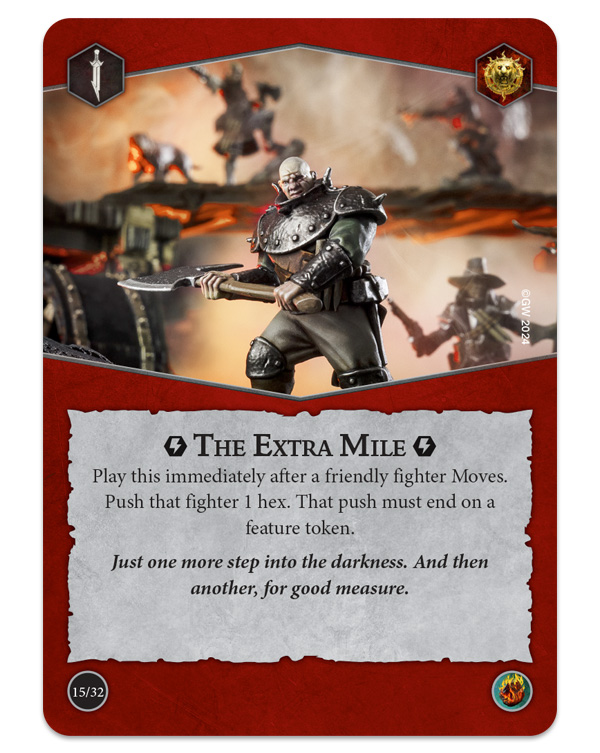 ©GW 2024
The Extra Mile
Play this immediately after a friendly fighter Moves.
Push that fighter 1 hex. That push must end on a
feature token.
Just one more step into the darkness. And then
another, for good measure.
15/32